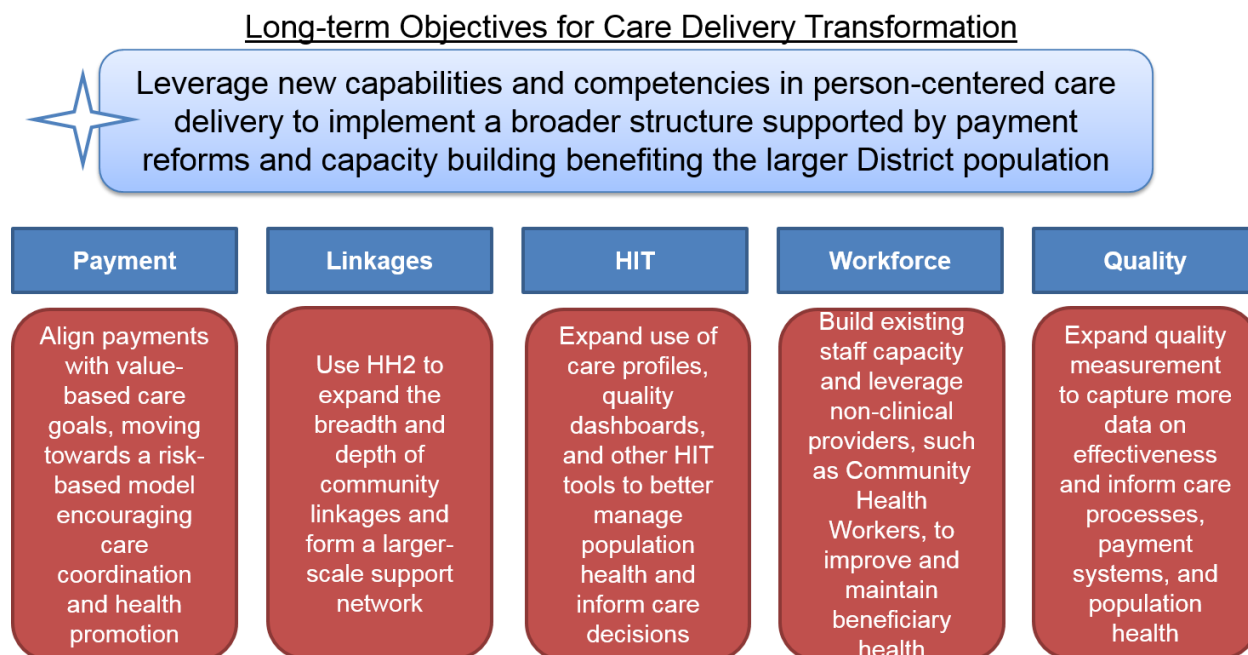 Long-term Objectives for Care Delivery Transformation
Leverage new capabilities and competencies in person-centered care
delivery to implement a broader structure supported by payment
reforms and capacity building benefiting the larger District population
Payment
Align payments
with value-
based care
goals, moving
towards a risk-
based model
encouraging
care
coordination
and health
promotion
Linkages
Use HH2 to
expand the
breadth and
depth of
community
linkages and
form a larger-
scale support
network
HIT
Expand use of
care profiles,
quality
dashboards,
and other HIT
tools to better
manage
population
health and
inform care
decisions
Workforce
Build existing
staff capacity
and leverage
non-clinical
providers, such
as Community
Health
Workers, to
improve and
maintain
beneficiary
health
Quality
Expand quality
measurement
to capture more
data on
effectiveness
and inform care
processes,
payment
systems, and
population
health